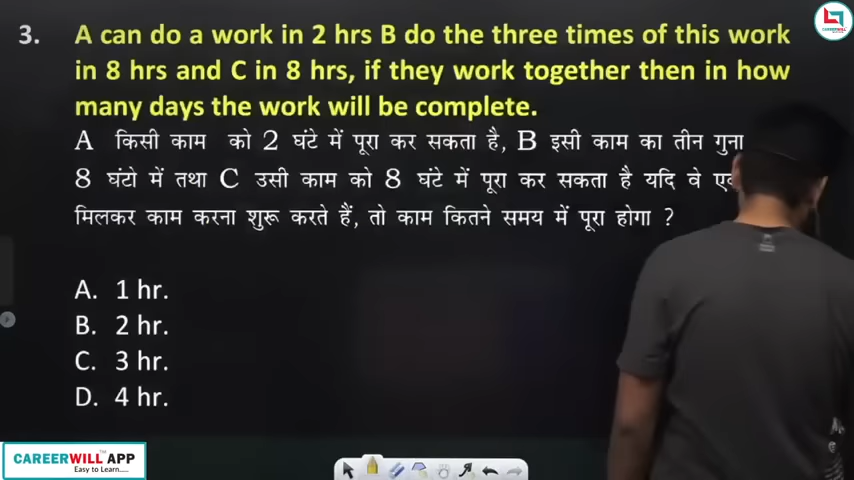 3. A can do a work in 2 hrs B do the three times of this work
in 8 hrs and C in 8 hrs, if they work together then in how
many days the work will be complete.
A किसी काम को 2 घंटे में पूरा कर सकता है, B इसी काम का तीन गुना
8 घंटो में तथा C उसी काम को 8 घंटे में पूरा कर सकता है यदि वे
मिलकर काम करना शुरू करते हैं, तो काम कितने समय में पूरा होगा ?
A. 1 hr.
B. 2 hr.
C. 3 hr.
D. 4 hr.
CAREERWILL APP
Easy to Learn.....